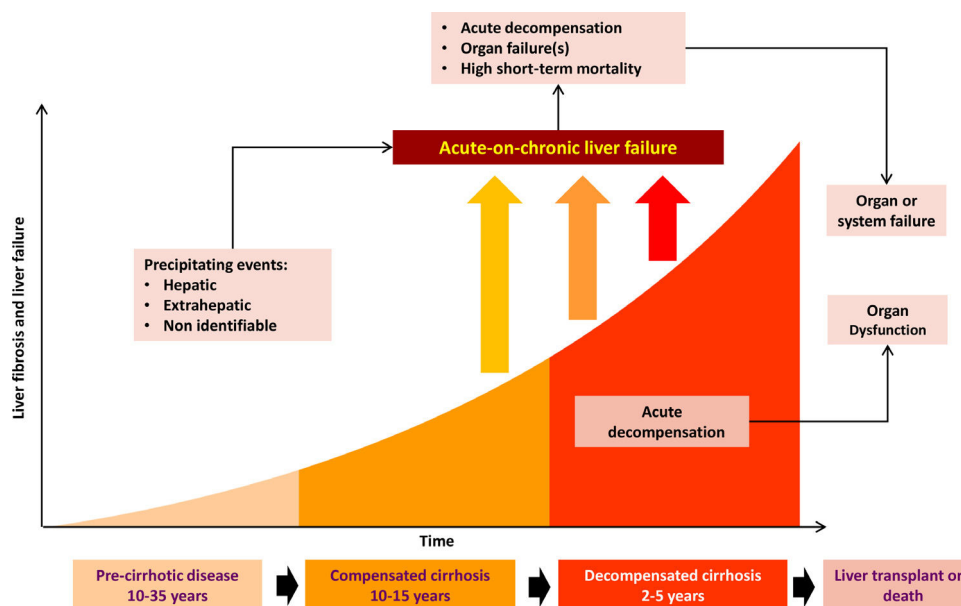 • Acute decompensation
• Organ failure(s)
• High short-term mortality
Acute-on-chronic liver failure
Organ or
system failure
Precipitating events:
• Hepatic
• Extrahepatic
• Non identifiable
Organ
Dysfunction
Acute
decompensation
Liver fibrosis and liver failure
Time
Pre-cirrhotic disease
10-35 years
Compensated cirrhosis
10-15 years
Decompensated cirrhosis
2-5 years
Liver transplant or
death